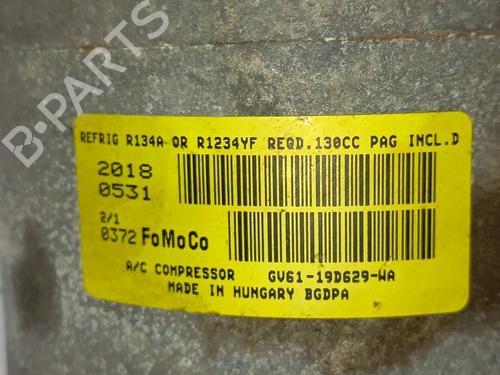 B-PARTS
REFRIG R134A OR R1234YF REQD.130CC PAG INCL.D
2018
0531
2/1
0372 FoMoCo
A/C COMPRESSOR GV61-19D629-WA
MADE IN HUNGARY BGDPA